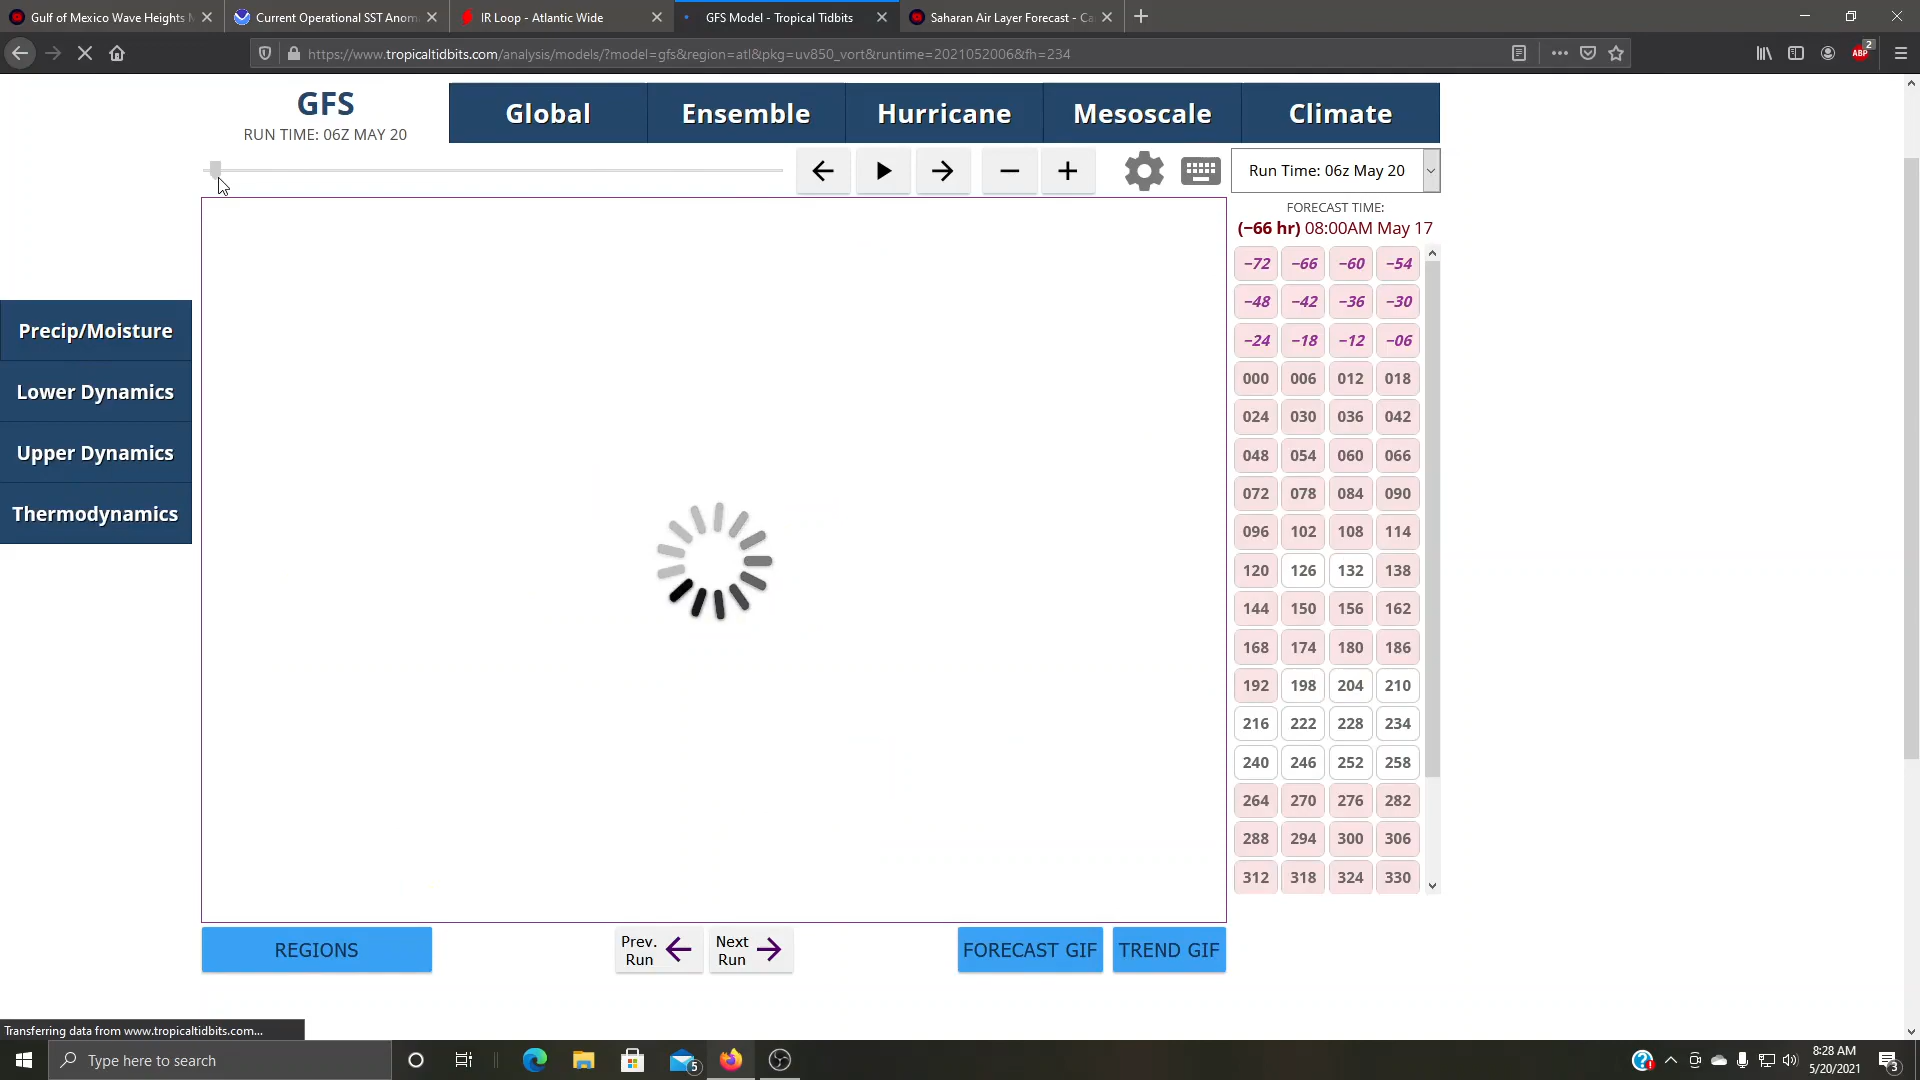 Gulf of Mexico Wave Heights
Current Operational SST Anom
IR Loop - Atlantic Wide
GFS Model - Tropical Tidbits
Saharan Air Layer Forecast - Ca
https://www.tropicaltidbits.com/analysis/models/?model=gfs&region=atl&pkg=uv850_vort&runtime=2021052006&fh=234
ABP
2
GFS
RUN TIME: 06Z MAY 20
Global
Ensemble
Hurricane
Mesoscale
Climate
Run Time: 06z May 20
FORECAST TIME:
(−66 hr) 08:00AM May 17
−72 −66 −60 −54
−48 −42 −36 −30
−24 −18 −12 −06
000 006 012 018
024 030 036 042
048 054 060 066
072 078 084 090
096 102 108 114
120 126 132 138
144 150 156 162
168 174 180 186
192 198 204 210
216 222 228 234
240 246 252 258
264 270 276 282
288 294 300 306
312 318 324 330
Precip/Moisture
Lower Dynamics
Upper Dynamics
Thermodynamics
REGIONS
Prev.
Run
Next
Run
FORECAST GIF
TREND GIF
Transferring data from www.tropicaltidbits.com...
Type here to search
5
8:28 AM
5/20/2021
3